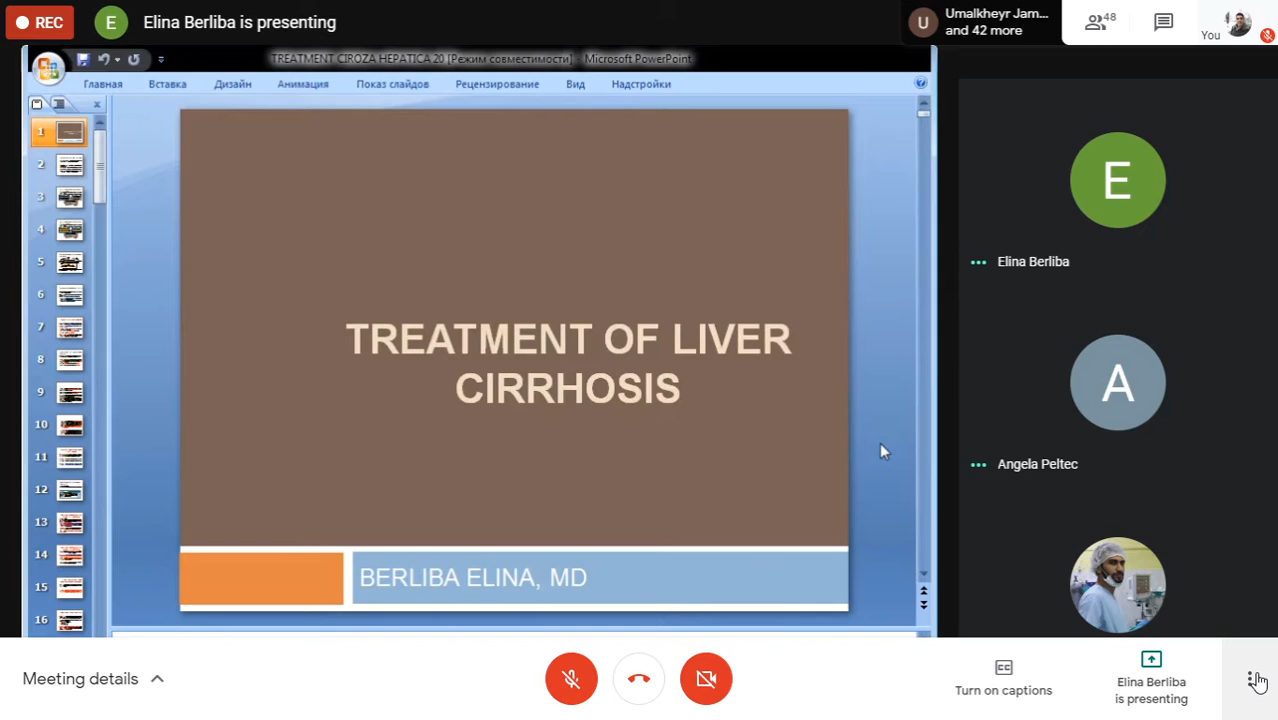 REC
E
Elina Berliba is presenting
U
Umalkheyr Jam...
and 42 more
48
You
TREATMENT CIROZA HEPATICA 20 [Режим совместимости] - Microsoft PowerPoint
Главная Вставка Дизайн Анимация Показ слайдов Рецензирование Вид Надстройки
1
2
3
4
5
6
7
8
9
10
11
12
13
14
15
16
TREATMENT OF LIVER
CIRRHOSIS
BERLIBA ELINA, MD
E
Elina Berliba
A
Angela Peltec
Meeting details
CC
Turn on captions
Elina Berliba
is presenting